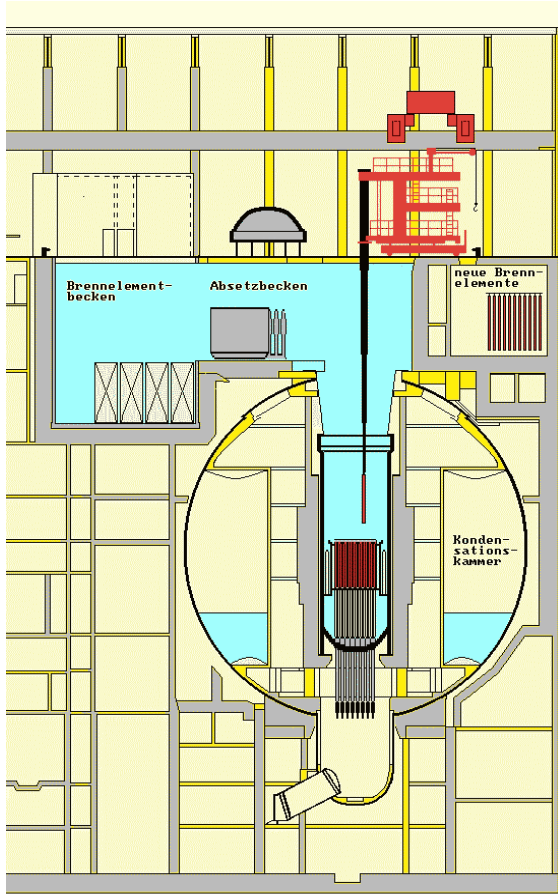 Brennelement-
becken
Absetzbecken
neue Brenn-
elemente
Konden-
sations-
kammer